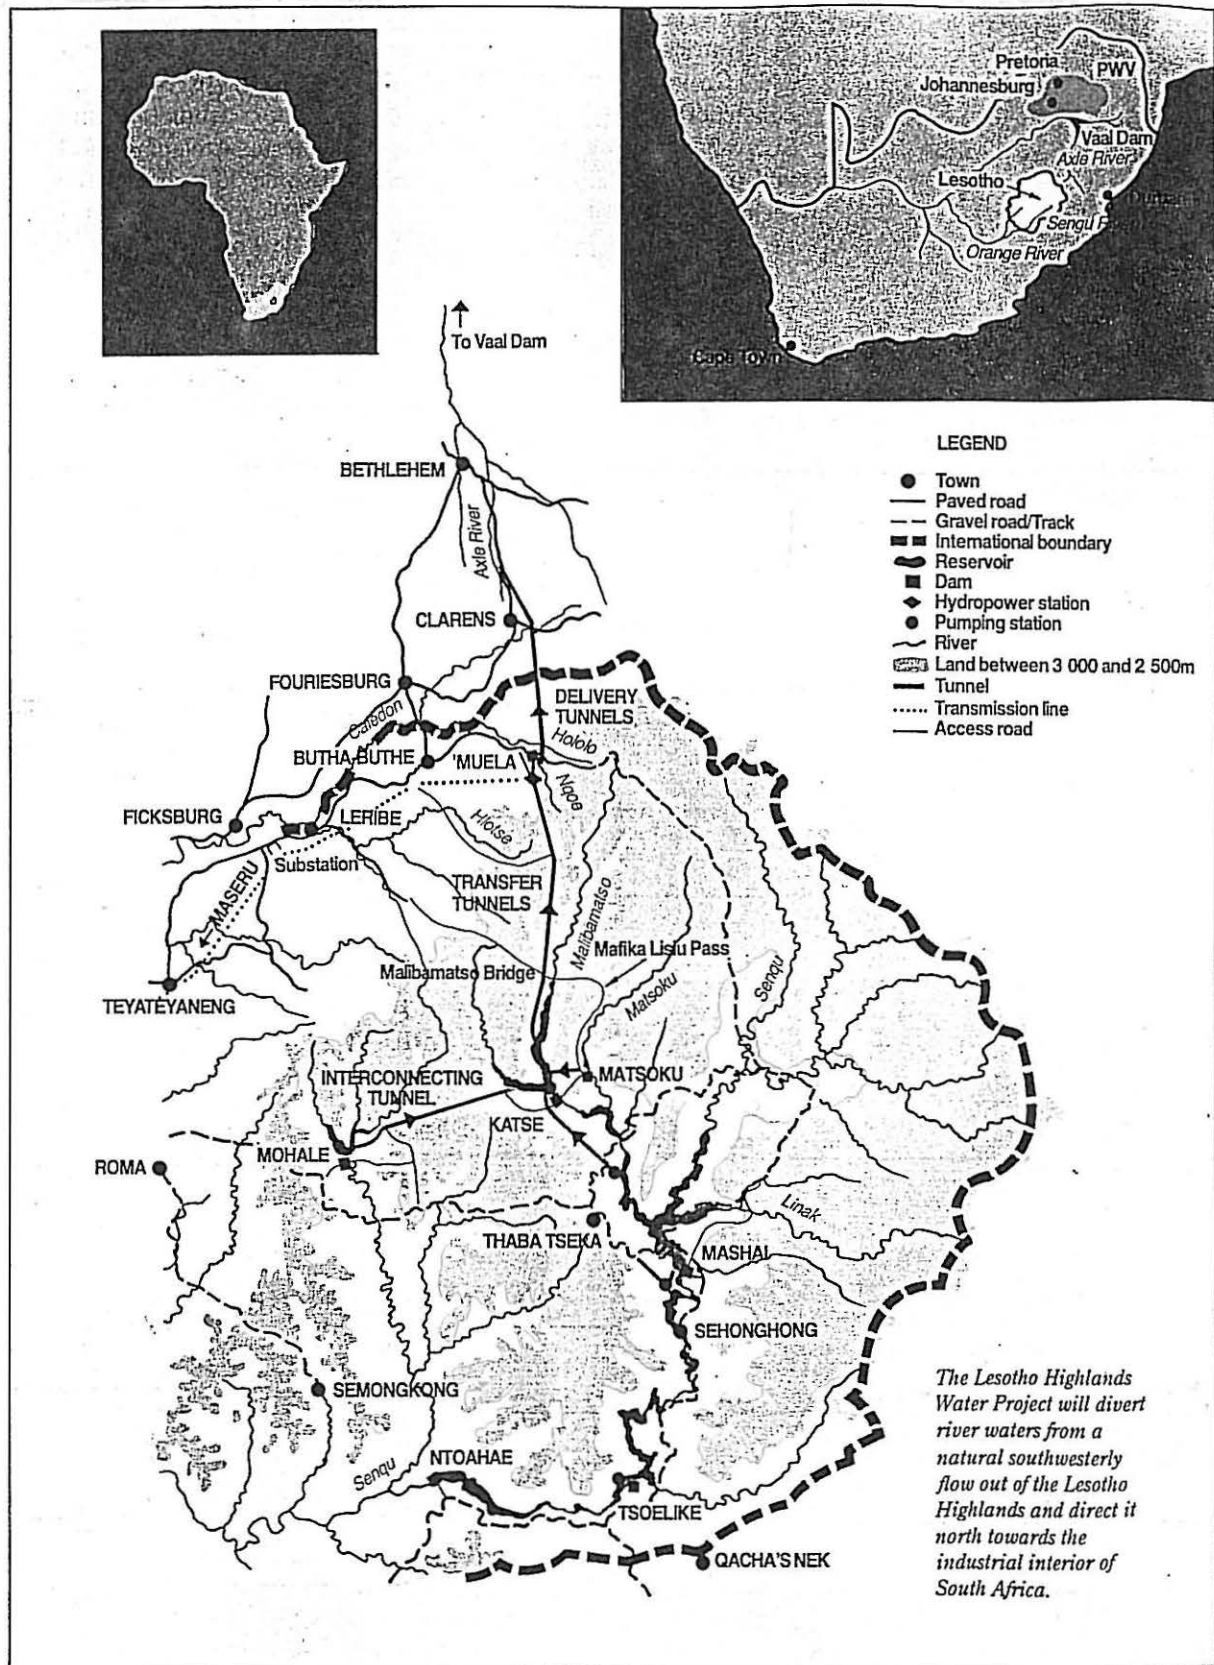 Pretoria
PWV
Johannesburg
Vaal Dam
Axle River
Lesotho
Orange River
Cape Town
To Vaal Dam
LEGEND
Town
Paved road
Gravel road/Track
International boundary
Reservoir
Dam
Hydropower station
Pumping station
River
Land between 3 000 and 2 500m
Tunnel
Transmission line
Access road
BETHLEHEM
Axle River
CLARENS
FOURIESBURG
Caledon
DELIVERY
TUNNELS
Hololo
BUTHA-BUTHE
'MUELA
Nqoe
FICKSBURG
LERIBE
Hlotse
Substation
MASERU
TRANSFER
TUNNELS
Malibamatso
Mafika Lisiu Pass
Malibamatso Bridge
Matsoku
Senqu
TEYATEYANENG
INTERCONNECTING
TUNNEL
MATSOKU
KATSE
MOHALE
ROMA
Linak
THABA TSEKA
MASHAI
SEHONGHONG
SEMONGKONG
NTOAHAE
Senqu
TSOELIKE
QACHA'S NEK
The Lesotho Highlands
Water Project will divert
river waters from a
natural southwesterly
flow out of the Lesotho
Highlands and direct it
north towards the
industrial interior of
South Africa.